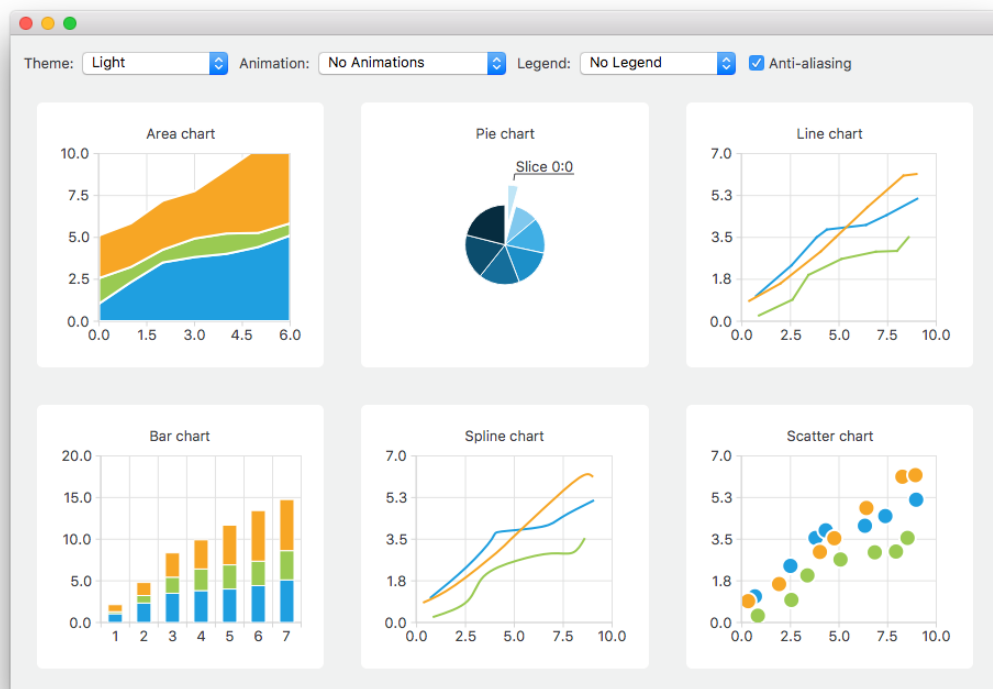 Theme: Light Animation: No Animations Legend: No Legend Anti-aliasing
Area chart
10.0
7.5
5.0
2.5
0.0
0.0 1.5 3.0 4.5 6.0
Pie chart
Slice 0:0
Line chart
7.0
5.3
3.5
1.8
0.0
0.0 2.5 5.0 7.5 10.0
Bar chart
20.0
15.0
10.0
5.0
0.0
1 2 3 4 5 6 7
Spline chart
7.0
5.3
3.5
1.8
0.0
0.0 2.5 5.0 7.5 10.0
Scatter chart
7.0
5.3
3.5
1.8
0.0
0.0 2.5 5.0 7.5 10.0